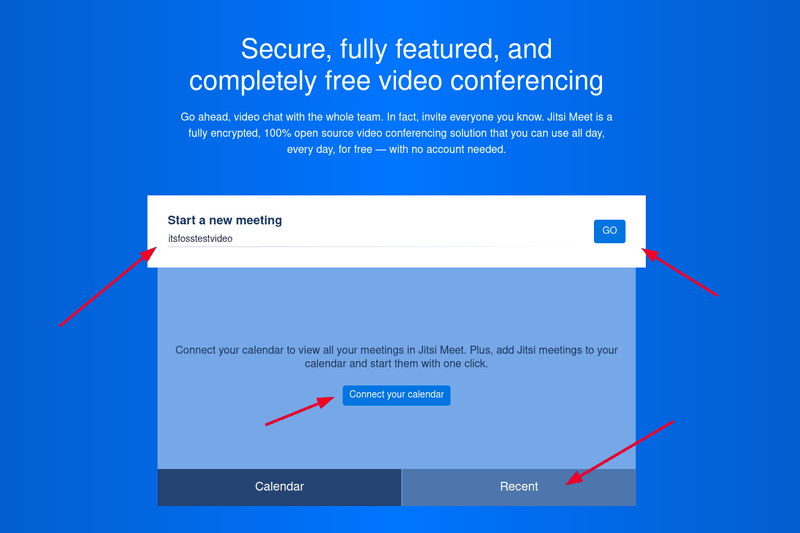 Secure, fully featured, and
completely free video conferencing
Go ahead, video chat with the whole team. In fact, invite everyone you know. Jitsi Meet is a
fully encrypted, 100% open source video conferencing solution that you can use all day,
every day, for free — with no account needed.
Start a new meeting
itsfosstestvideo
GO
Connect your calendar to view all your meetings in Jitsi Meet. Plus, add Jitsi meetings to your
calendar and start them with one click.
Connect your calendar
Calendar
Recent